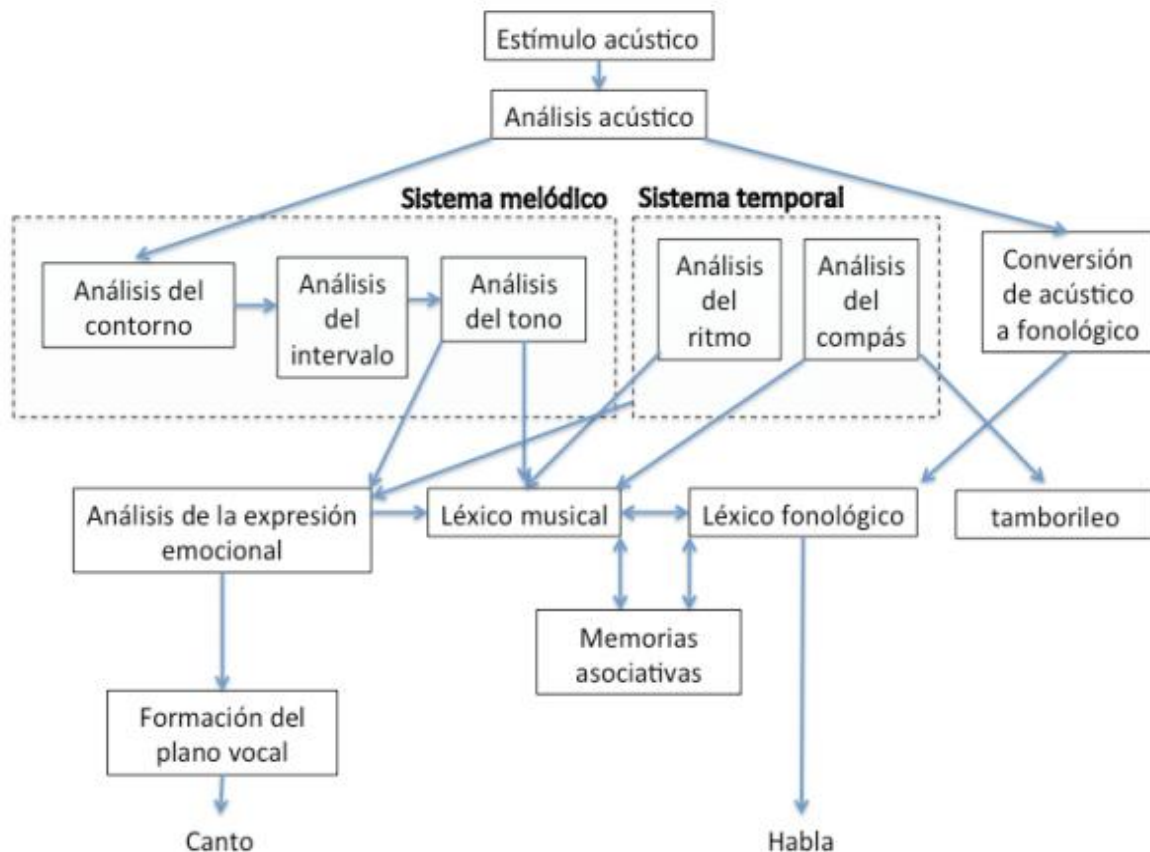 Estímulo acústico
Análisis acústico
Sistema melódico
Sistema temporal
Análisis del
contorno
Análisis
del
intervalo
Análisis
del tono
Análisis
del
ritmo
Análisis
del
compás
Conversión
de acústico
a fonológico
Análisis de la expresión
emocional
Léxico musical
Léxico fonológico
tamborileo
Memorias
asociativas
Formación del
plano vocal
Canto
Habla